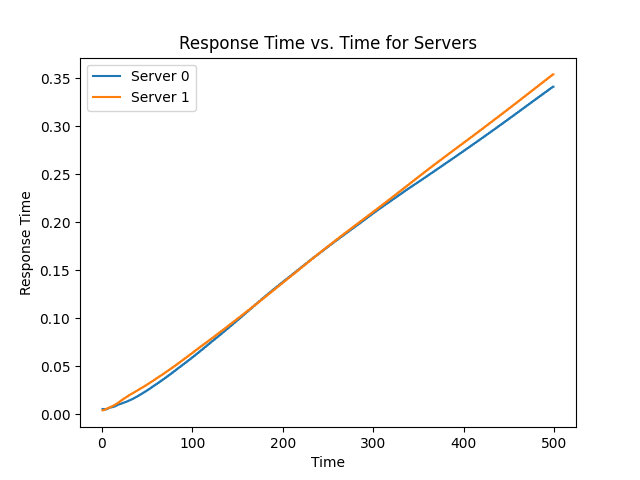 Response Time vs. Time for Servers
Server 0
Server 1
0.35
0.30
0.25
0.20
0.15
0.10
0.05
0.00
Response Time
0 100 200 300 400 500
Time